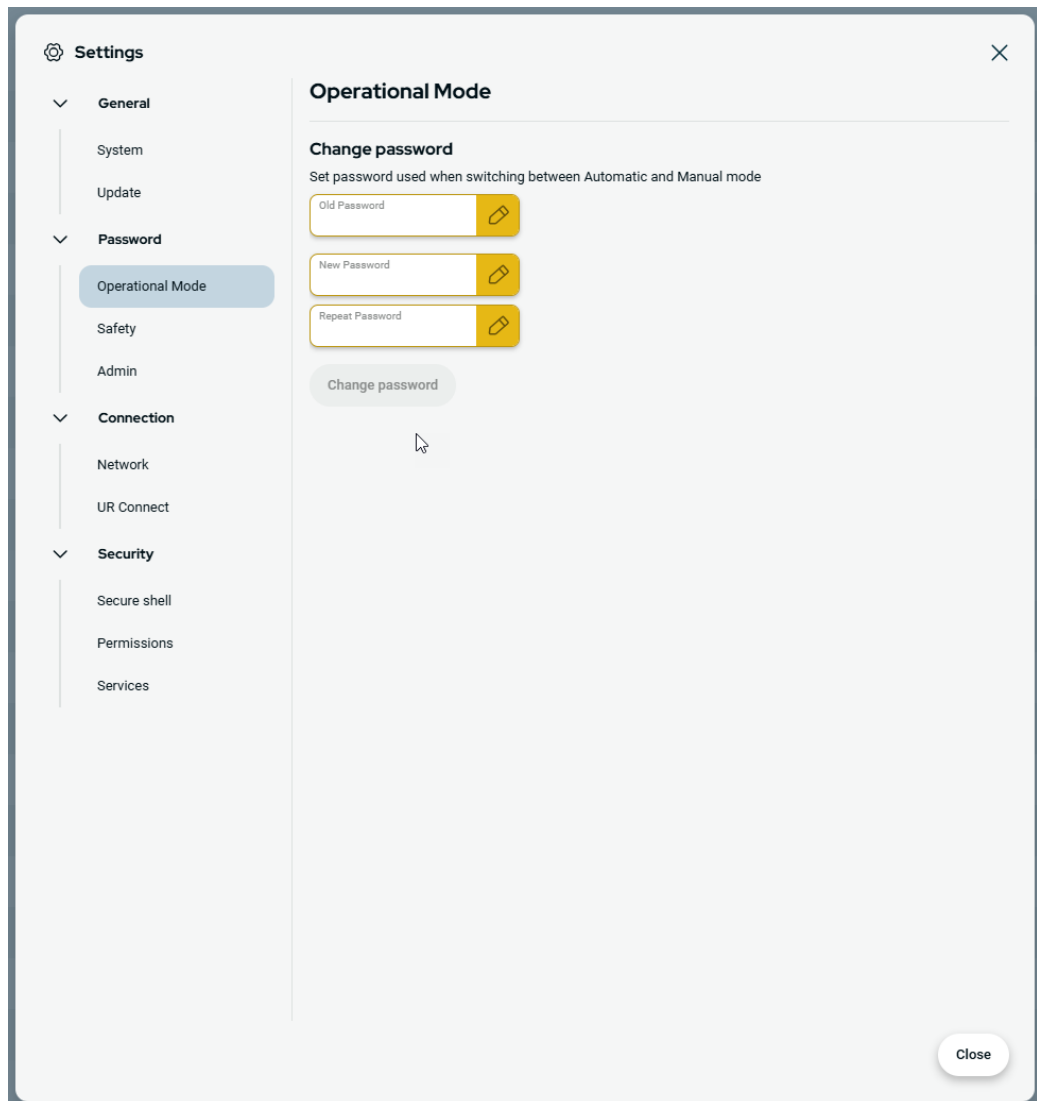 Settings
General
System
Update
Password
Operational Mode
Safety
Admin
Connection
Network
UR Connect
Security
Secure shell
Permissions
Services
Operational Mode
Change password
Set password used when switching between Automatic and Manual mode
Old Password
New Password
Repeat Password
Change password
Close